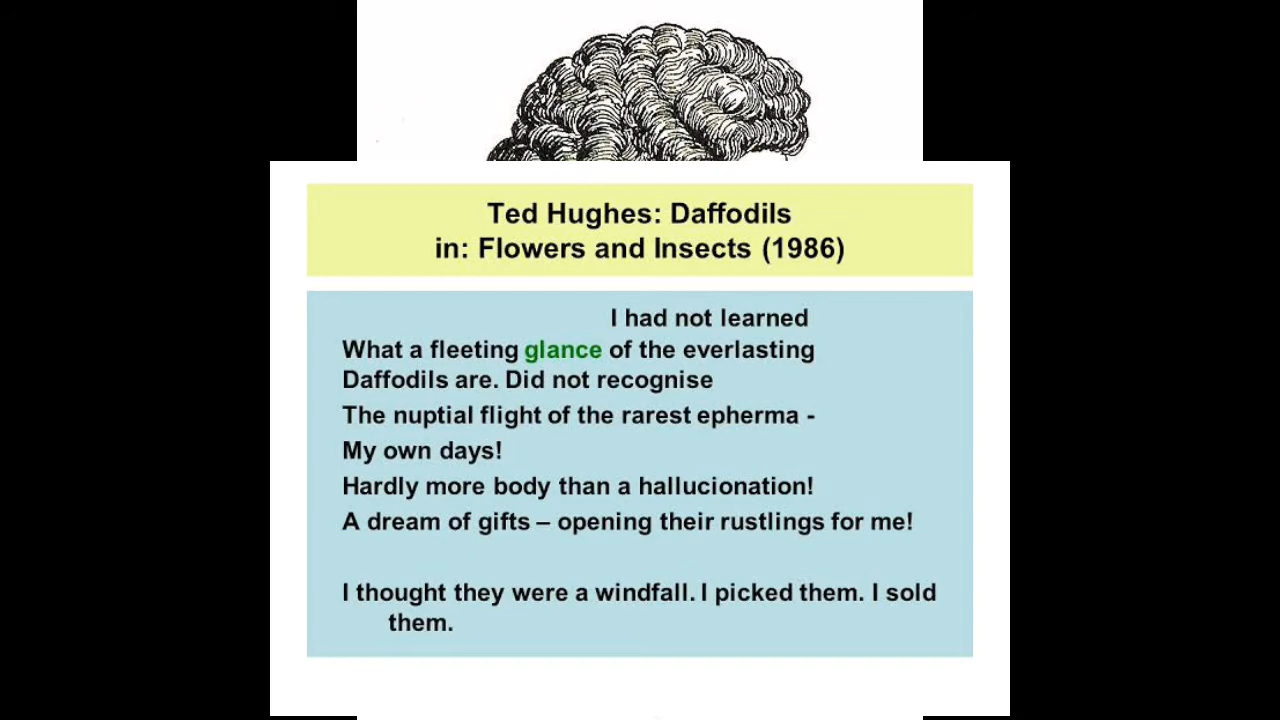 Ted Hughes: Daffodils
in: Flowers and Insects (1986)
I had not learned
What a fleeting glance of the everlasting
Daffodils are. Did not recognise
The nuptial flight of the rarest epherma -
My own days!
Hardly more body than a hallucionation!
A dream of gifts – opening their rustlings for me!
I thought they were a windfall. I picked them. I sold
them.